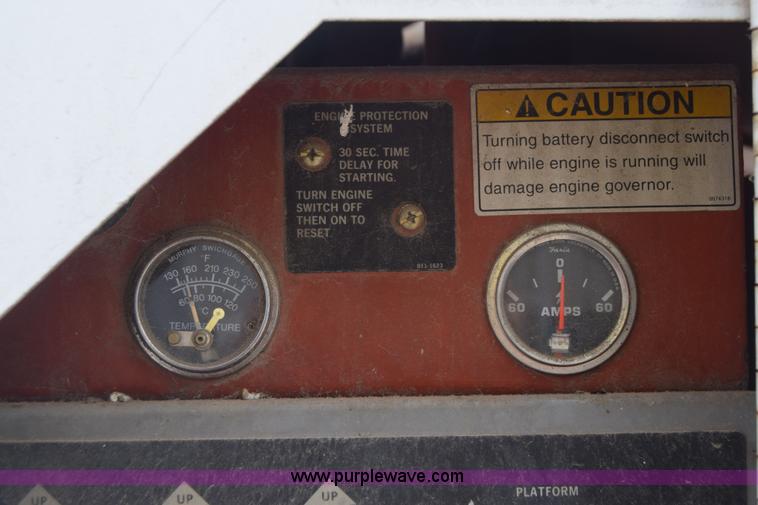 ENGINE PROTECTION
SYSTEM
30 SEC. TIME
DELAY FOR
STARTING.
TURN ENGINE
SWITCH OFF
THEN ON TO
RESET.
CAUTION
Turning battery disconnect switch
off while engine is running will
damage engine governor.
MURPHY SWICHGAGE
°F
130 160 210 230 250
60 80 100 120
°C
TEMPERATURE
0
60 60
AMPS
www.purplewave.com
PLATFORM
UP UP UP